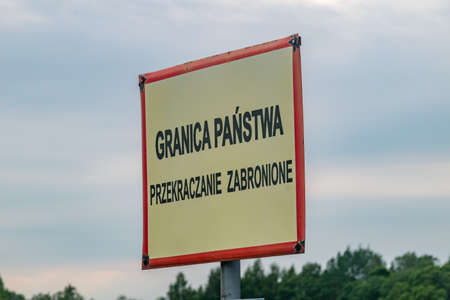 GRANICA PAŃSTWA
PRZEKRACZANIE ZABRONIONE